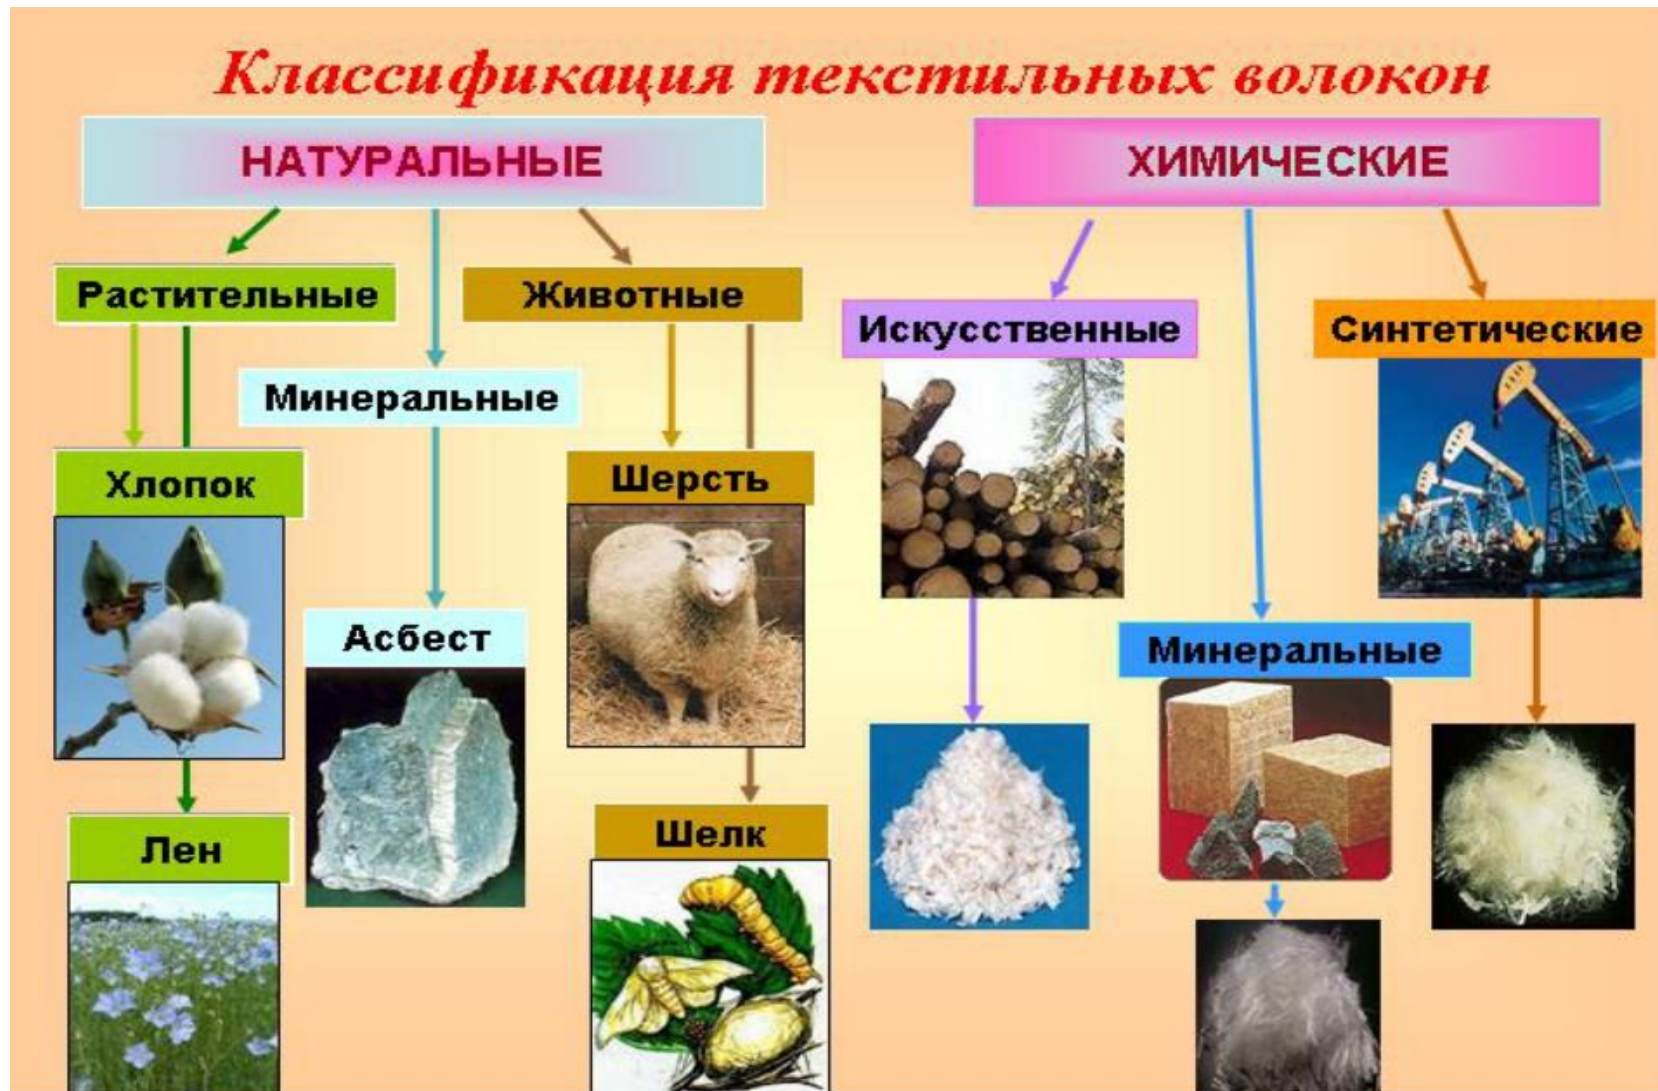 Классификация текстильных волокон
НАТУРАЛЬНЫЕ
ХИМИЧЕСКИЕ
Растительные
Животные
Искусственные
Синтетические
Минеральные
Хлопок
Шерсть
Асбест
Минеральные
Лен
Шелк